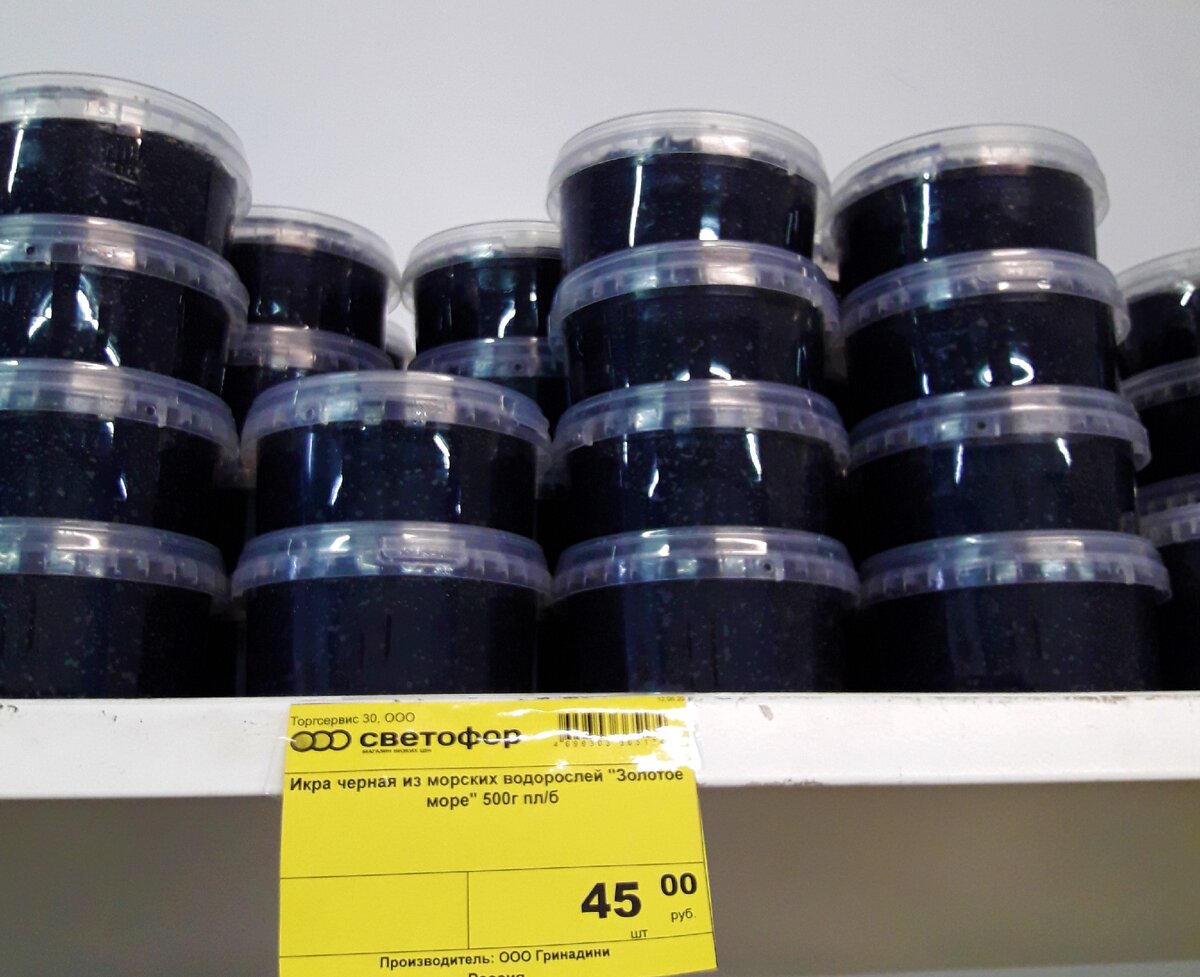 Торгсервис 30, ООО
светофор
МАГАЗИН НИЗКИХ ЦЕН
Икра черная из морских водорослей "Золотое
море" 500г пл/б
45 00
руб.
шт
Производитель: ООО Гринадини
Россия